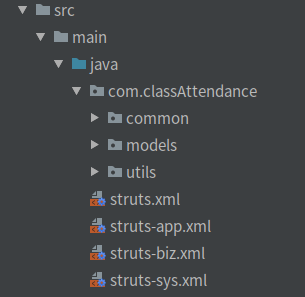 src
main
java
com.classAttendance
common
models
utils
struts.xml
struts-app.xml
struts-biz.xml
struts-sys.xml